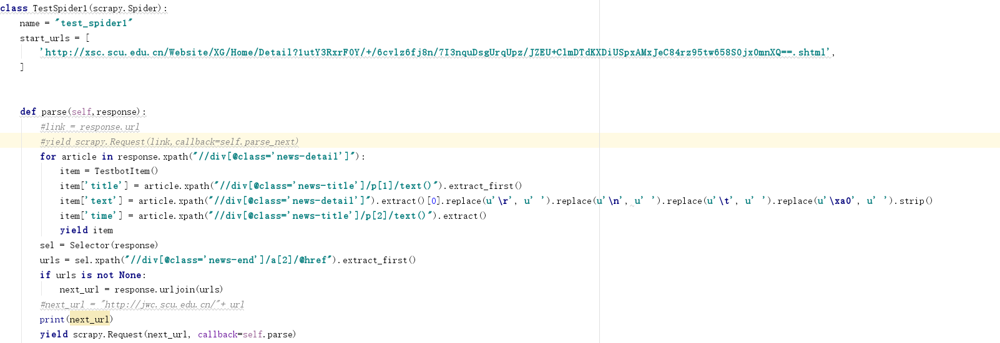 class TestSpider1(scrapy.Spider):
    name = "test_spider1"
    start_urls = [
        'http://xsc.scu.edu.cn/Website/XG/Home/Detail?1utY3RxrF0Y/+/6cvlz6fj8n/7I3nquDsgUrqUpz/JZEU+ClmDTdKXDiUSpxAMxJeC84rz95tw658S0jx0mnXQ==.shtml',
    ]
    def parse(self,response):
        #link = response.url
        #yield scrapy.Request(link,callback=self.parse_next)
        for article in response.xpath("//div[@class='news-detail']"):
            item = TestbotItem()
            item['title'] = article.xpath("//div[@class='news-title']/p[1]/text()").extract_first()
            item['text'] = article.xpath("//div[@class='news-detail']").extract()[0].replace(u'\r', u' ').replace(u'\n', u' ').replace(u'\t', u' ').replace(u'\xa0', u' ').strip()
            item['time'] = article.xpath("//div[@class='news-title']/p[2]/text()").extract()
            yield item
        sel = Selector(response)
        urls = sel.xpath("//div[@class='news-end']/a[2]/@href").extract_first()
        if urls is not None:
            next_url = response.urljoin(urls)
        #next_url = "http://jwc.scu.edu.cn/"+ url
        print(next_url)
        yield scrapy.Request(next_url, callback=self.parse)